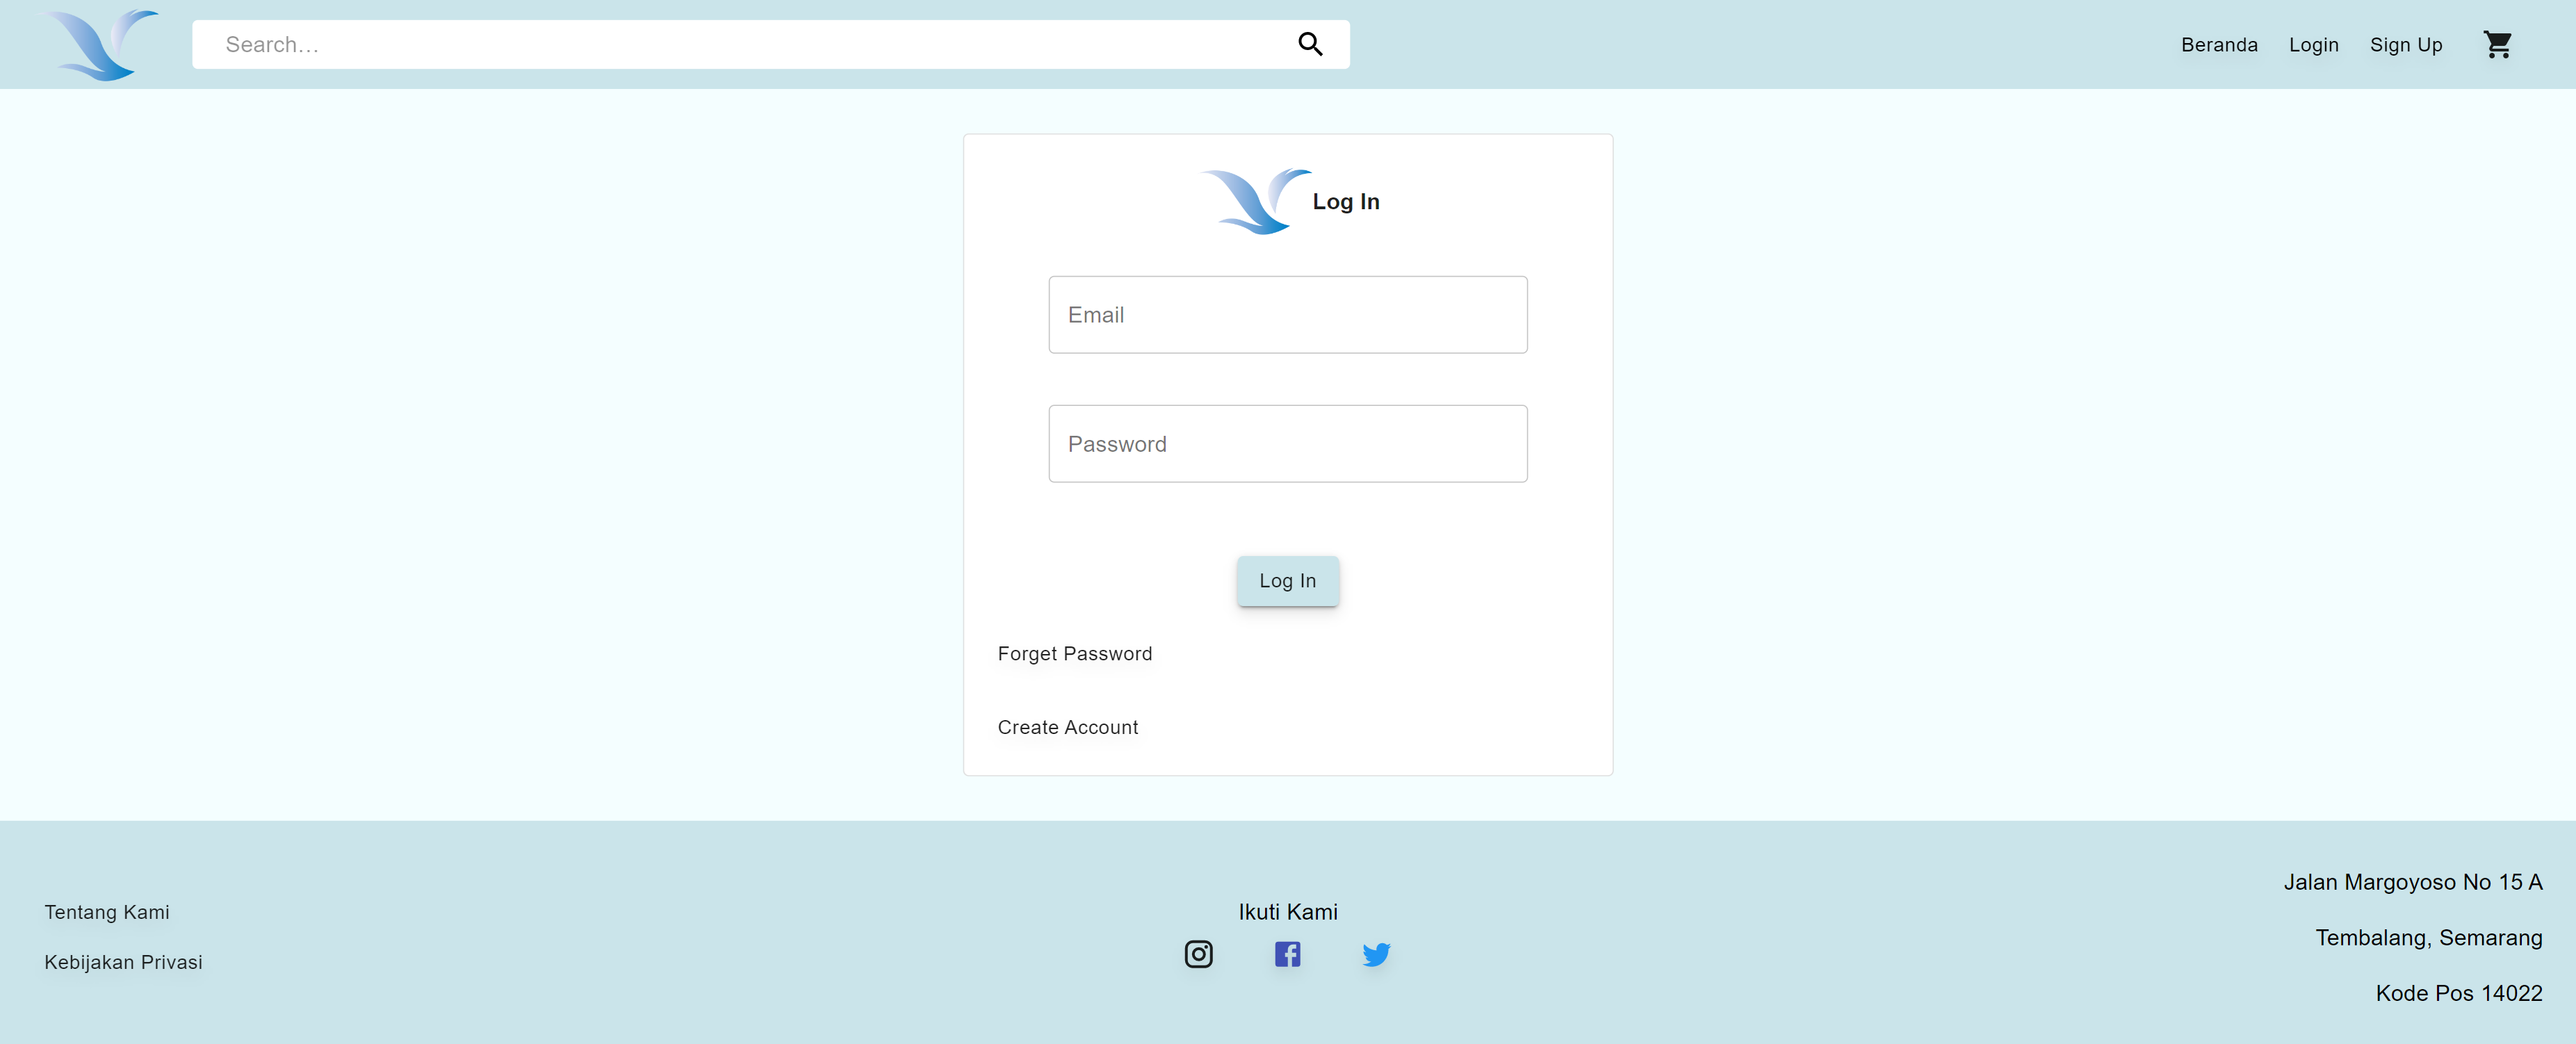 Search...
Beranda
Login
Sign Up
Log In
Email
Password
Log In
Forget Password
Create Account
Tentang Kami
Kebijakan Privasi
Ikuti Kami
Jalan Margoyoso No 15 A
Tembalang, Semarang
Kode Pos 14022